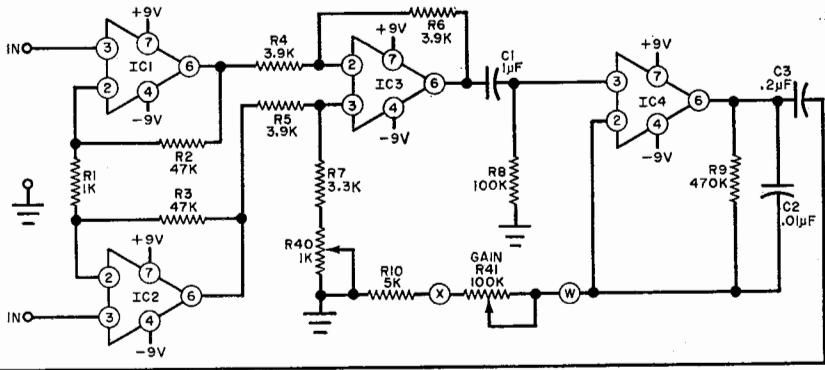 IN
3
2
+9V
7
IC1
4
-9V
6
R1
1K
R2
47K
R3
47K
+9V
2
7
IC2
3
4
-9V
6
IN
R4
3.9K
R5
3.9K
R6
3.9K
+9V
2
7
IC3
3
4
-9V
6
R7
3.3K
R40
1K
R10
5K
X
GAIN
R41
100K
W
C1
1µF
R8
100K
+9V
3
7
IC4
2
4
-9V
6
R9
470K
C3
.2µF
C2
.01µF